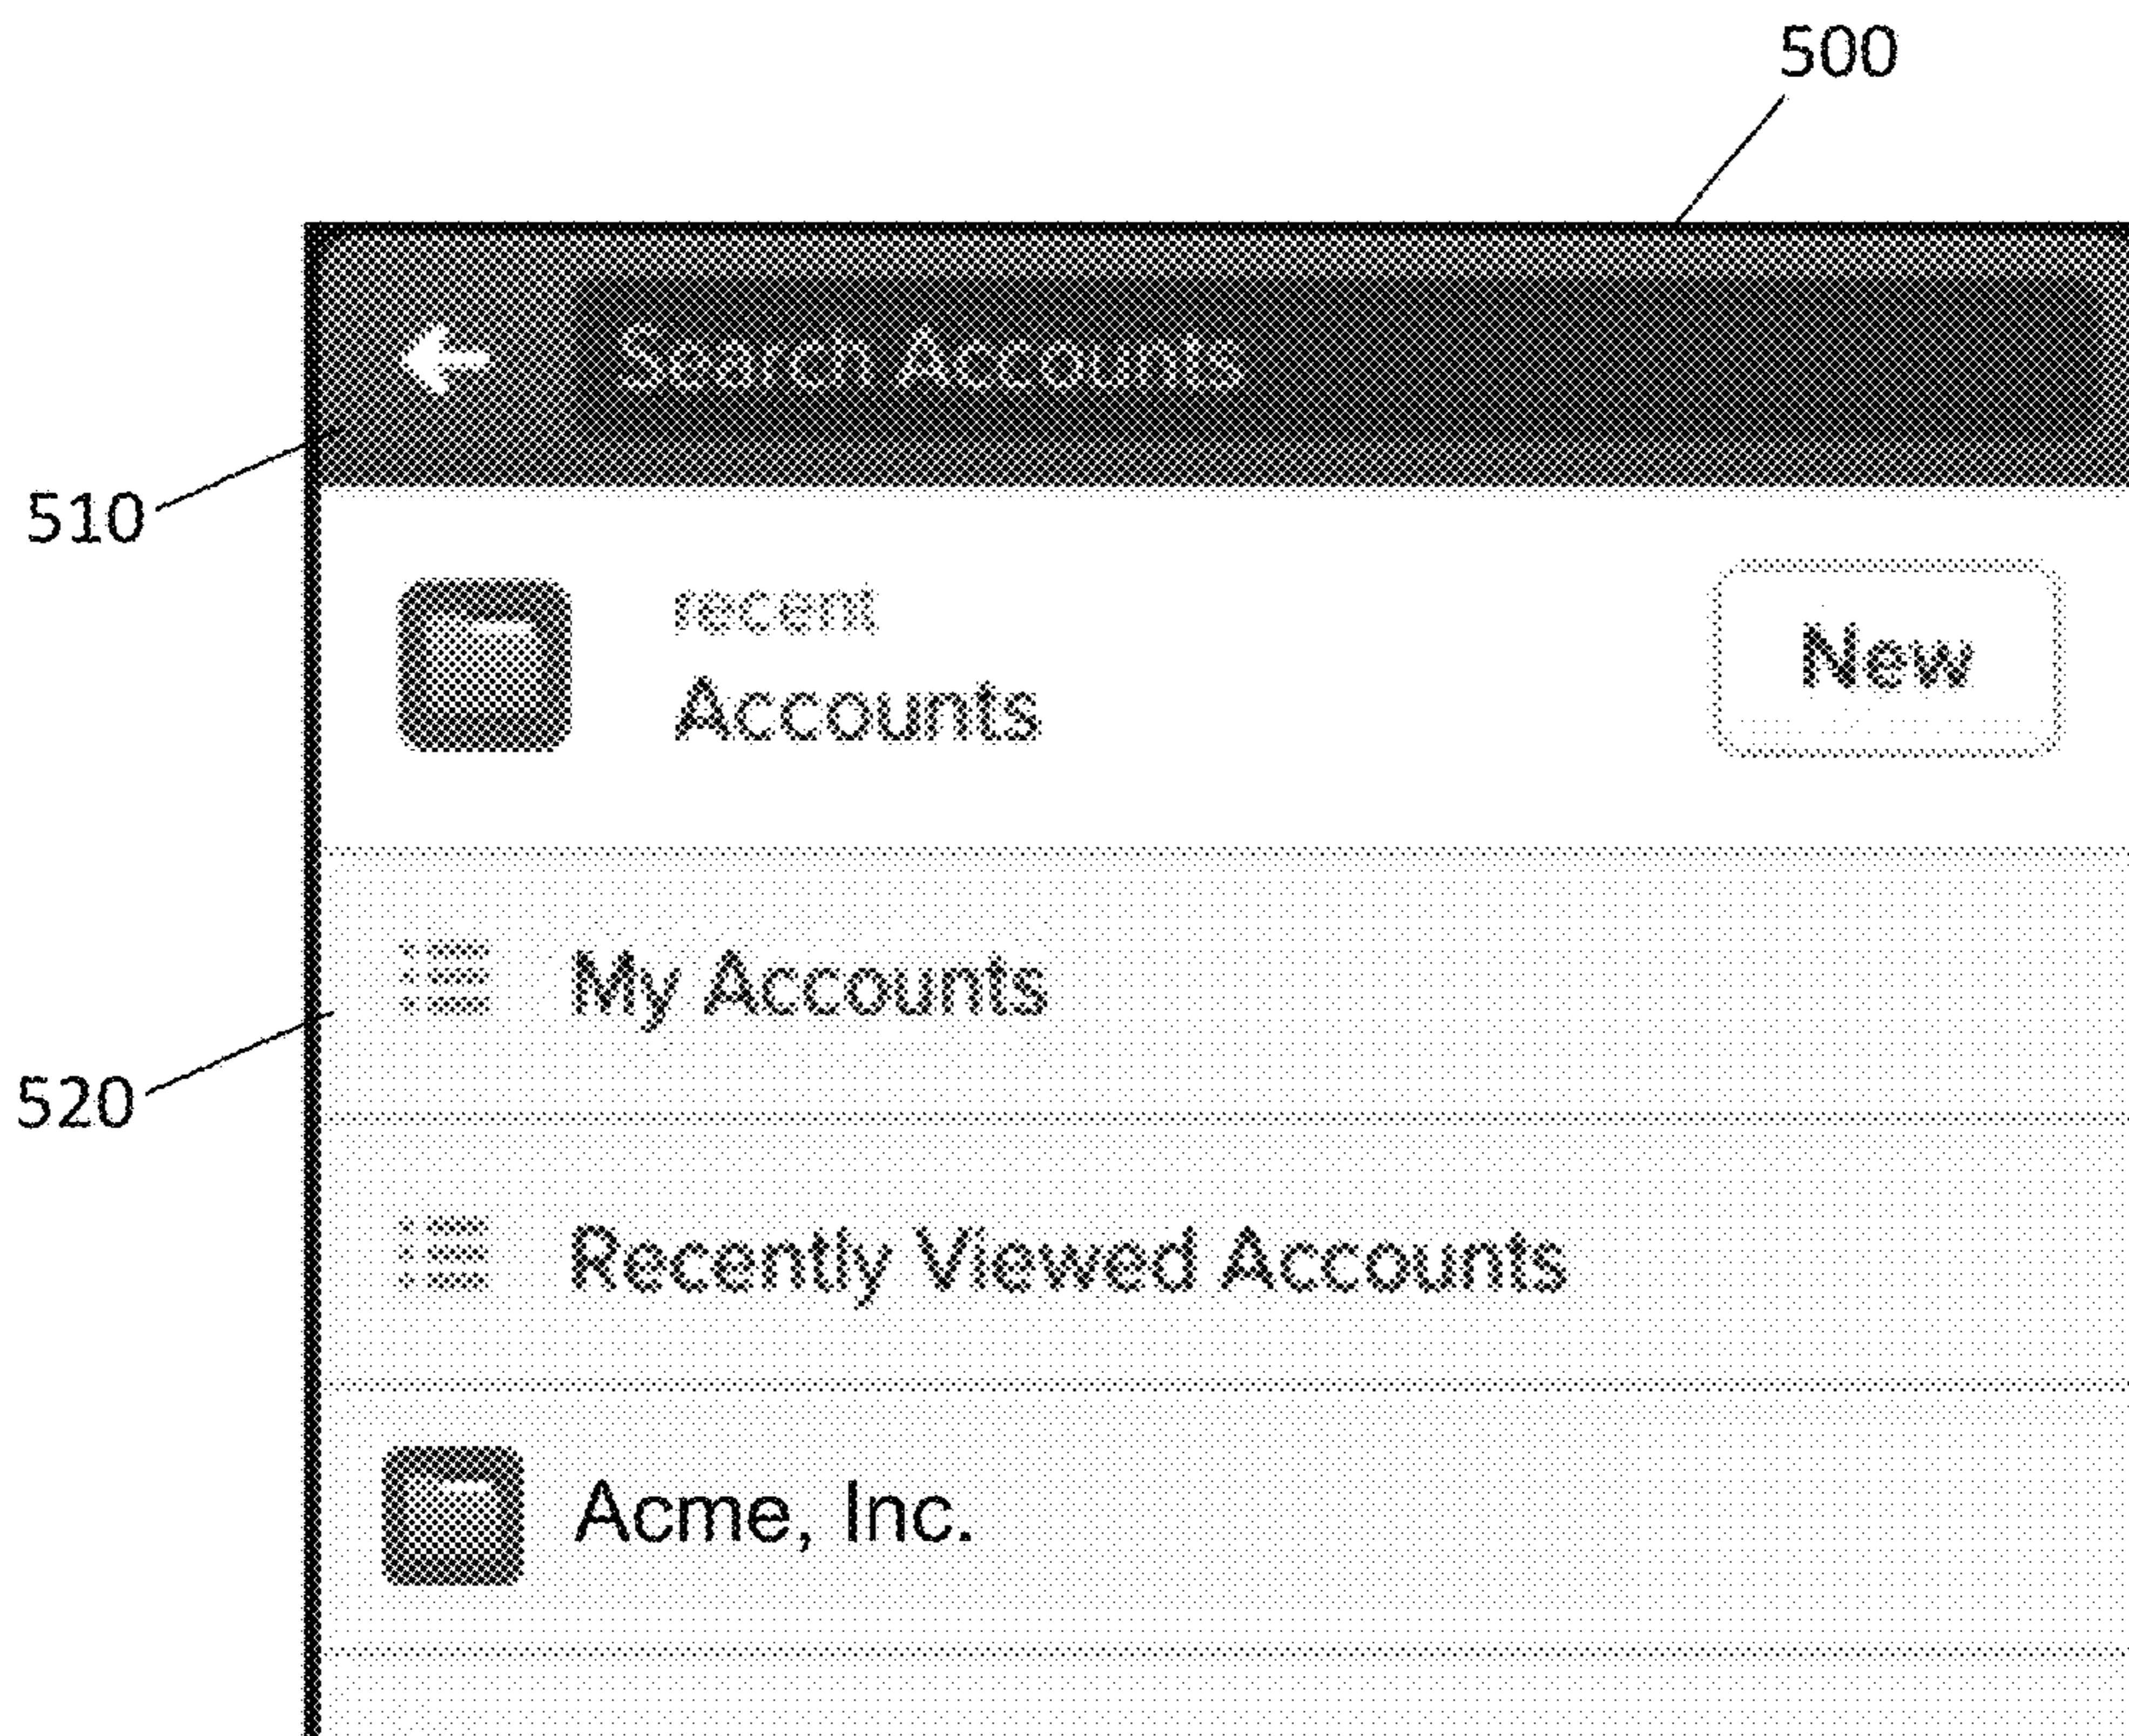 500
Search Accounts
510
recent
Accounts
New
My Accounts
520
Recently Viewed Accounts
Acme, Inc.